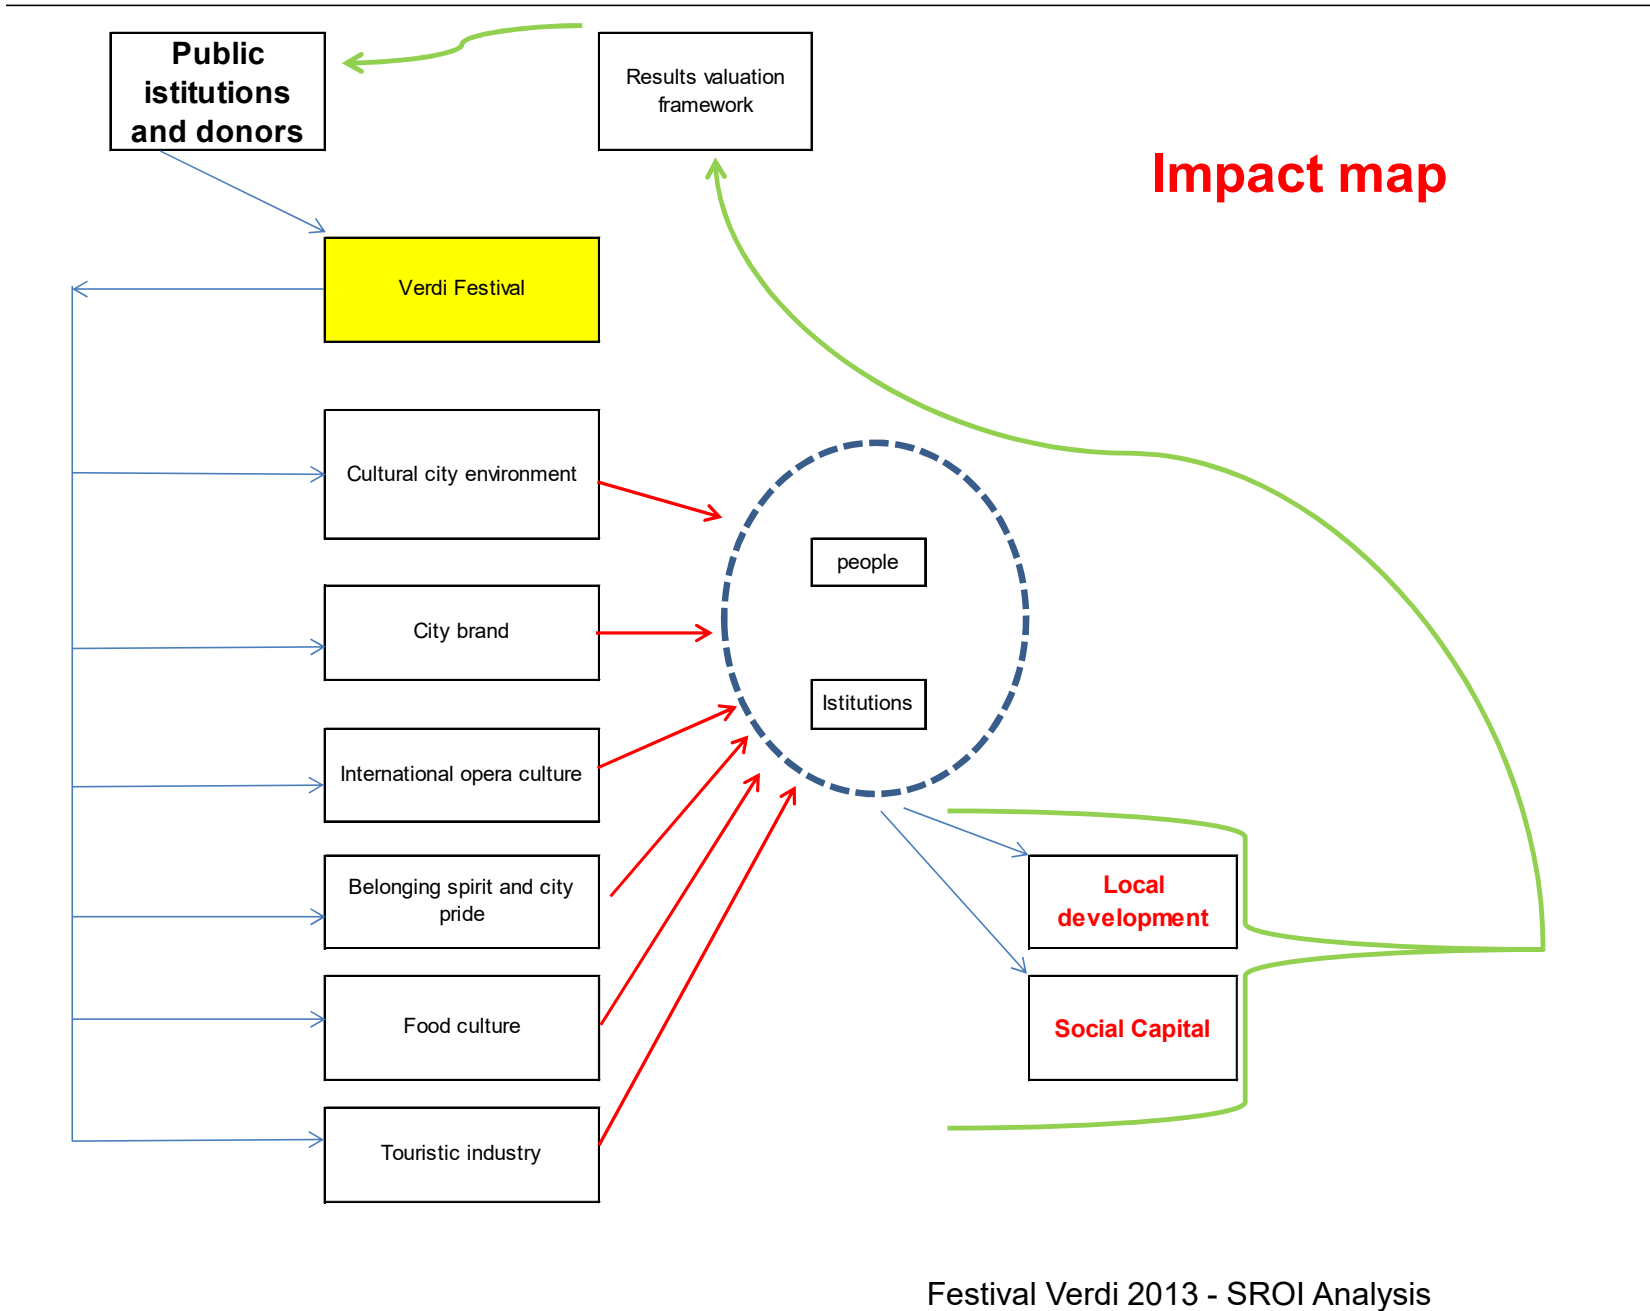 Public
istitutions
and donors
Results valuation
framework
Impact map
Verdi Festival
Cultural city environment
people
City brand
Istitutions
International opera culture
Belonging spirit and city
pride
Local
development
Food culture
Social Capital
Touristic industry
Festival Verdi 2013 - SROI Analysis